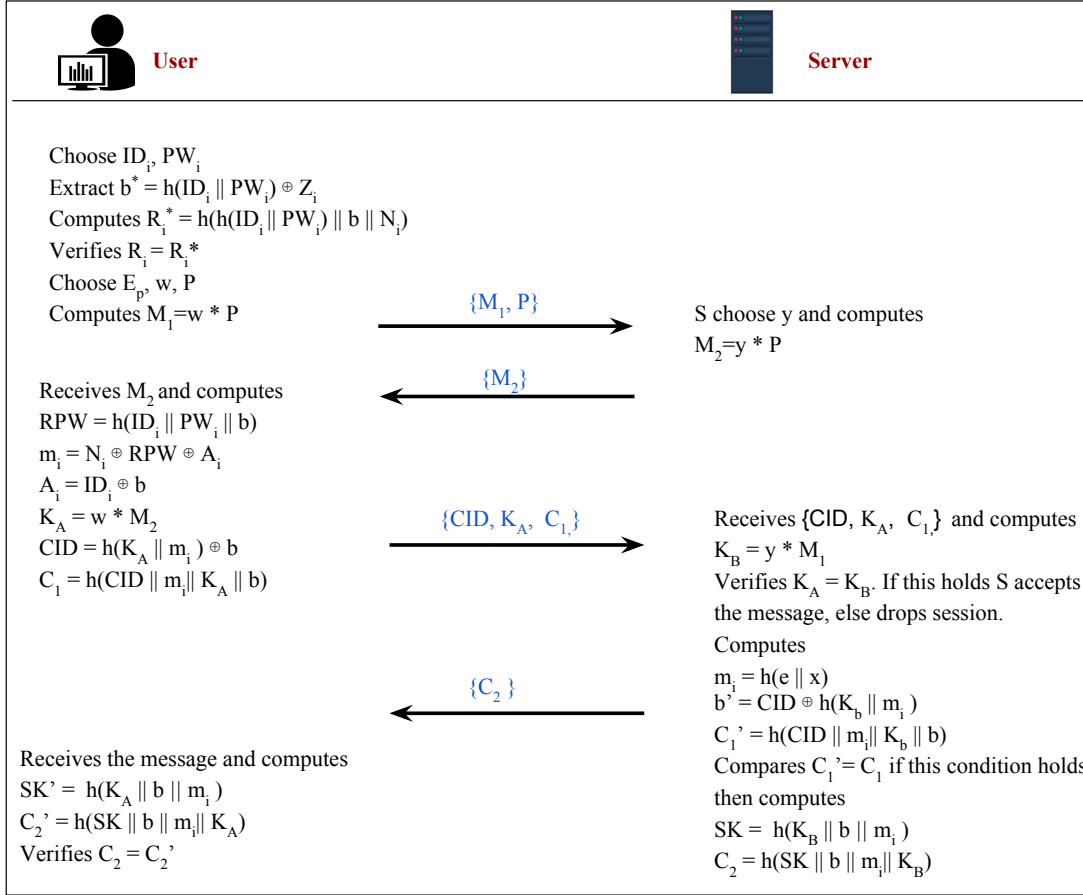 User
Server
Choose ID_i, PW_i
Extract b^* = h(ID_i || PW_i) ⊕ Z_i
Computes R_i^* = h(h(ID_i || PW_i) || b || N_i)
Verifies R_i = R_i*
Choose E_p, w, P
Computes M_1=w * P
{M_1, P}
S choose y and computes
M_2=y * P
{M_2}
Receives M_2 and computes
RPW = h(ID_i || PW_i || b)
m_i = N_i ⊕ RPW ⊕ A_i
A_i = ID_i ⊕ b
K_A = w * M_2
CID = h(K_A || m_i ) ⊕ b
C_1 = h(CID || m_i || K_A || b)
{CID, K_A, C_1,}
Receives {CID, K_A, C_1,} and computes
K_B = y * M_1
Verifies K_A = K_B. If this holds S accepts
the message, else drops session.
Computes
m_i = h(e || x)
b’ = CID ⊕ h(K_b || m_i )
C_1’ = h(CID || m_i || K_b || b)
Compares C_1’= C_1 if this condition holds
then computes
SK = h(K_B || b || m_i )
C_2 = h(SK || b || m_i || K_B)
{C_2 }
Receives the message and computes
SK’ = h(K_A || b || m_i )
C_2’ = h(SK || b || m_i || K_A)
Verifies C_2 = C_2’